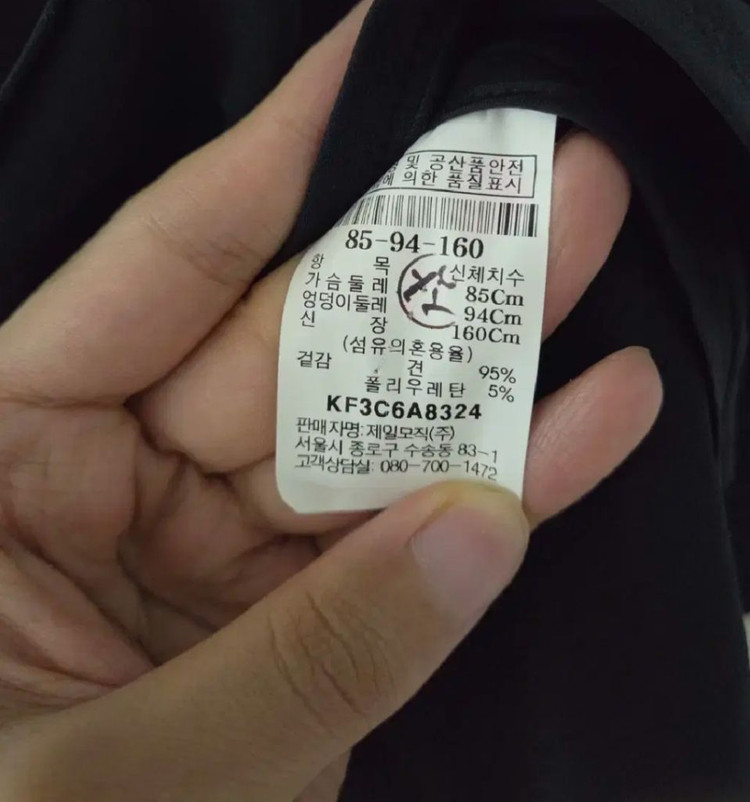 및 공산품안전
에 의한 품질표시
85-94-160
항 목 신체치수
가슴둘레 85Cm
엉덩이둘레 94Cm
신 장 160Cm
(섬유의혼용율)
겉감 견 95%
폴리우레탄 5%
KF3C6A8324
판매자명: 제일모직(주)
서울시 종로구 수송동 83-1
고객상담실: 080-700-1472